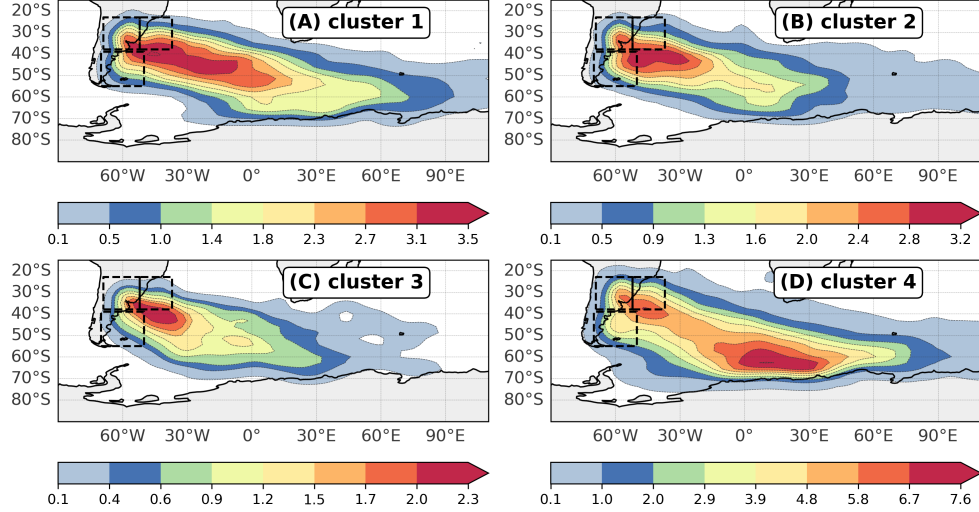 (A) cluster 1
20°S
30°S
40°S
50°S
60°S
70°S
80°S
60°W 30°W 0° 30°E 60°E 90°E
0.1 0.5 1.0 1.4 1.8 2.3 2.7 3.1 3.5
(B) cluster 2
20°S
30°S
40°S
50°S
60°S
70°S
80°S
60°W 30°W 0° 30°E 60°E 90°E
0.1 0.5 0.9 1.3 1.6 2.0 2.4 2.8 3.2
(C) cluster 3
20°S
30°S
40°S
50°S
60°S
70°S
80°S
60°W 30°W 0° 30°E 60°E 90°E
0.1 0.4 0.6 0.9 1.2 1.5 1.7 2.0 2.3
(D) cluster 4
20°S
30°S
40°S
50°S
60°S
70°S
80°S
60°W 30°W 0° 30°E 60°E 90°E
0.1 1.0 2.0 2.9 3.9 4.8 5.8 6.7 7.6